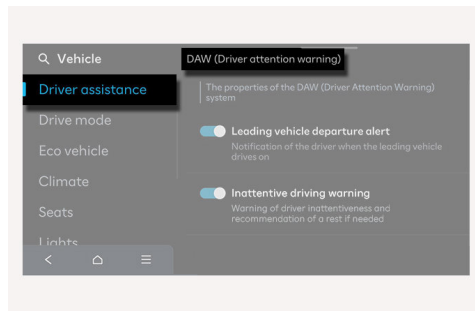 Vehicle
Driver assistance
Drive mode
Eco vehicle
Climate
Seats
Lights
DAW (Driver attention warning)
The properties of the DAW (Driver Attention Warning)
system
Leading vehicle departure alert
Notification of the driver when the leading vehicle
drives on
Inattentive driving warning
Warning of driver inattentiveness and
recommendation of a rest if needed